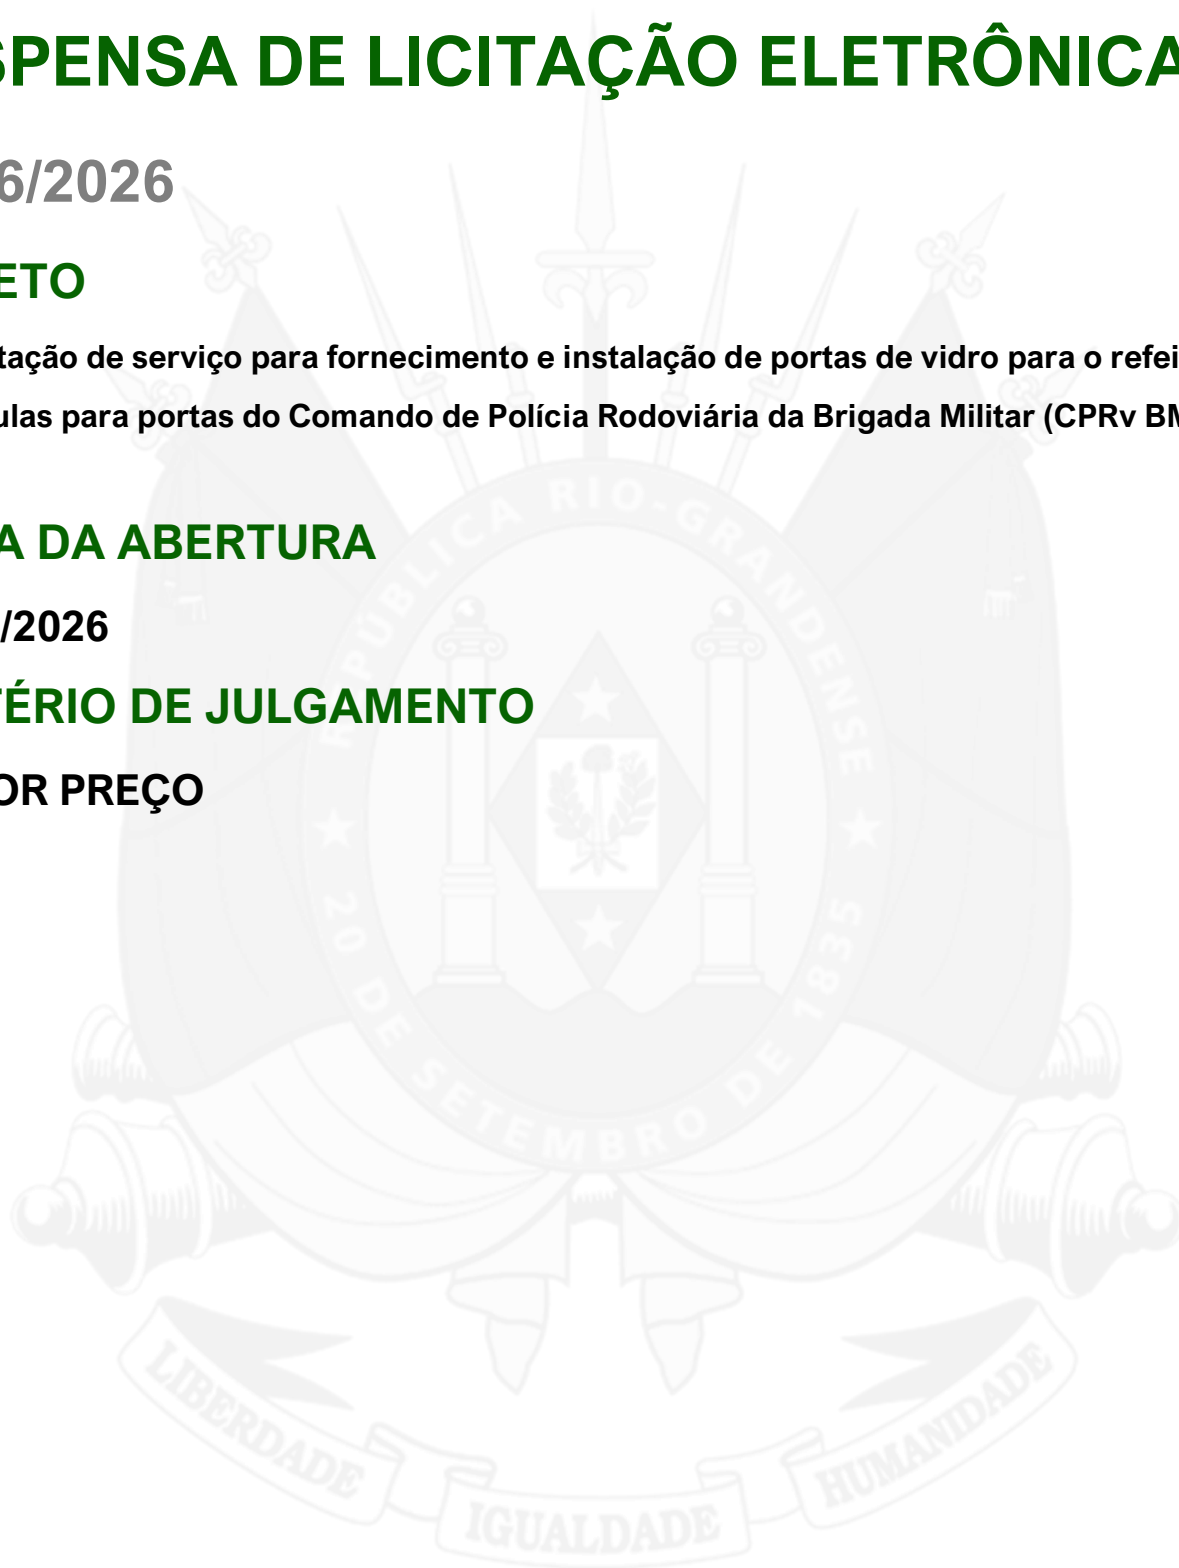 SPENSA DE LICITAÇÃO ELETRÔNICA
6/2026
ETO
tação de serviço para fornecimento e instalação de portas de vidro para o refei
ulas para portas do Comando de Polícia Rodoviária da Brigada Militar (CPRv BM
A DA ABERTURA
/2026
TÉRIO DE JULGAMENTO
OR PREÇO
REPÚBLICA RIO-GRANDENSE
20 DE SETEMBRO DE 1835
LIBERDADE
IGUALDADE
HUMANIDADE